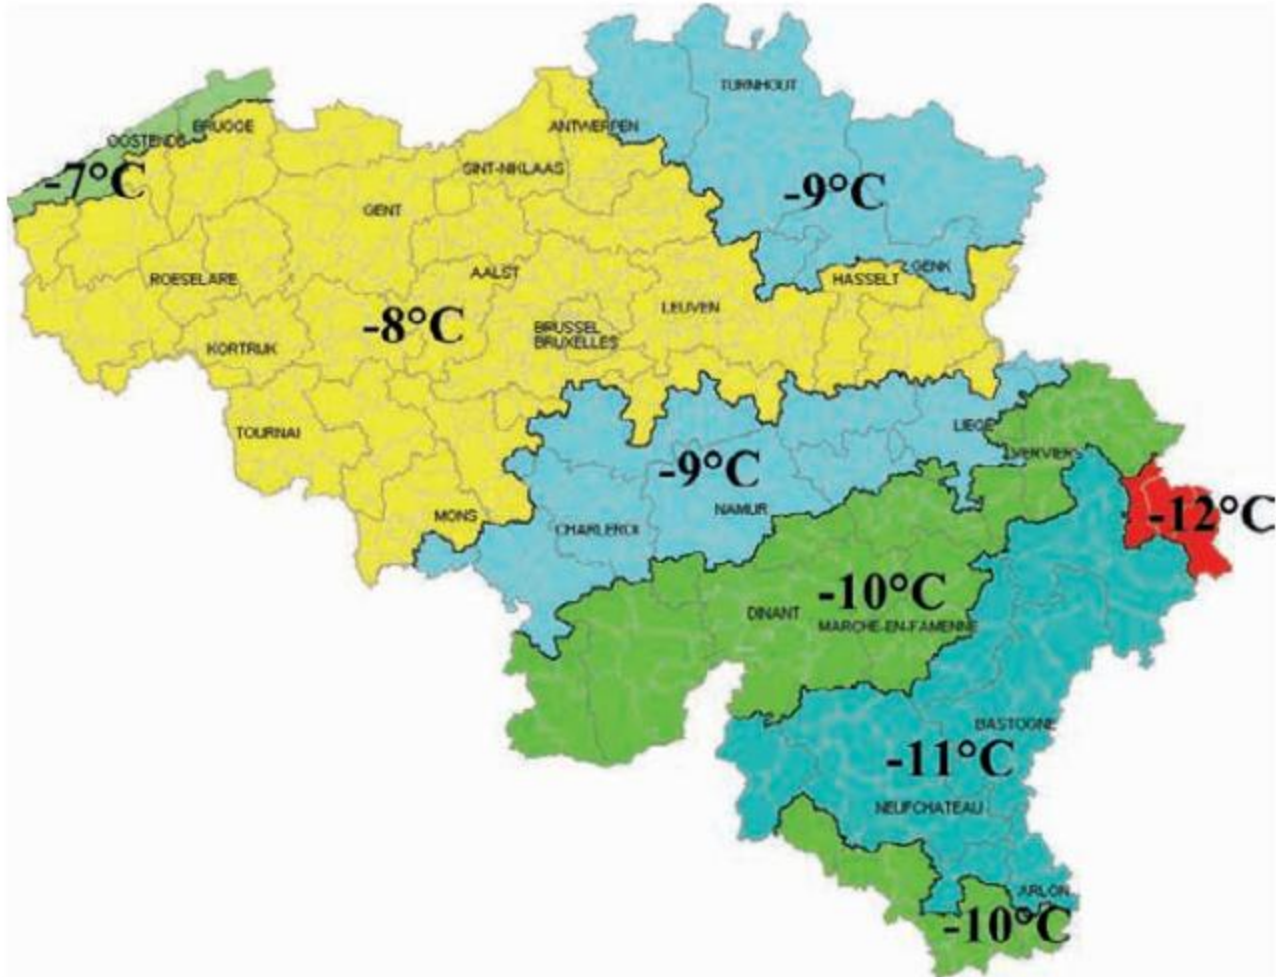 TURNHOUT
BRUGGE
ANTWERPEN
OOSTENDE
SINT-NIKLAAS
-7°C
-9°C
GENT
GENK
AALST
ROESELARE
HASSELT
LEUVEN
-8°C
BRUSSEL
BRUXELLES
KORTRIJK
LIEGE
TOURNAI
VERVIERS
-9°C
NAMUR
MONS
-12°C
CHARLEROI
-10°C
DINANT
MARCHE-EN-FAMENNE
BASTOGNE
-11°C
NEUFCHATEAU
ARLON
-10°C